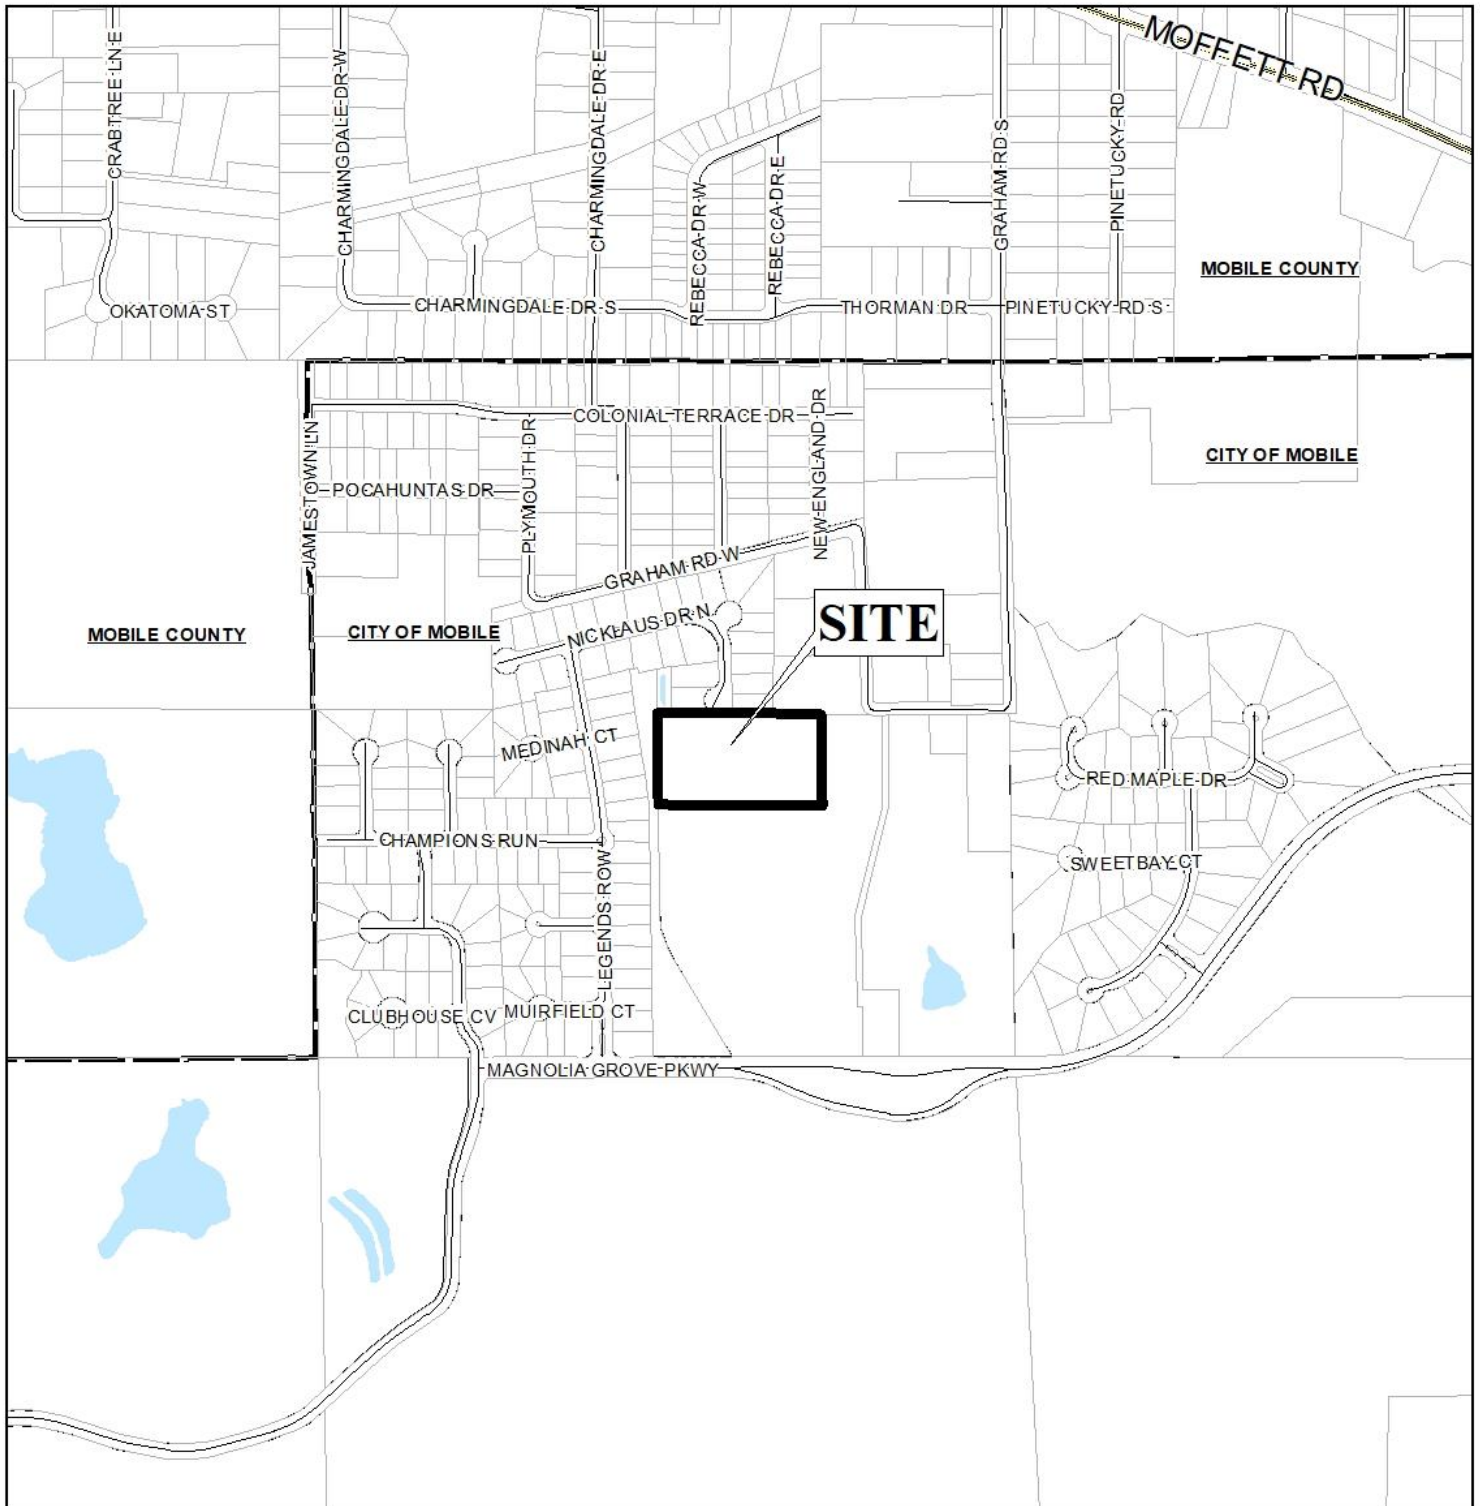 MOFFETT RD
CRABTREE LN E
CHARMINGDALE DR W
CHARMINGDALE DR E
GRAHAM RD S
PINETUCKY RD
REBECCA DR W
REBECCA DR E
MOBILE COUNTY
OKATOMA ST
CHARMINGDALE DR S
THORMAN DR
PINETUCKY RD S
COLONIAL TERRACE DR
NEW ENGLAND DR
JAMESTOWN LN
PLYMOUTH DR
CITY OF MOBILE
POCAHUNTAS DR
GRAHAM RD W
MOBILE COUNTY
CITY OF MOBILE
NICKLAUS DR N
SITE
MEDINAH CT
RED MAPLE DR
CHAMPIONS RUN
SWEETBAY CT
LEGENDS ROW
CLUBHOUSE CV
MUIRFIELD CT
MAGNOLIA GROVE PKWY